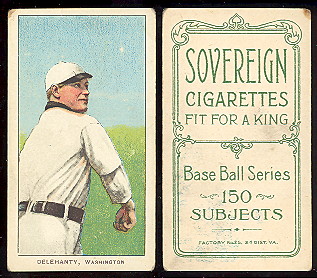 DELEHANTY, WASHINGTON
SOVEREIGN
CIGARETTES
FIT FOR A KING
Base Ball Series
150
SUBJECTS
FACTORY No 25. 2ND DIST. VA.